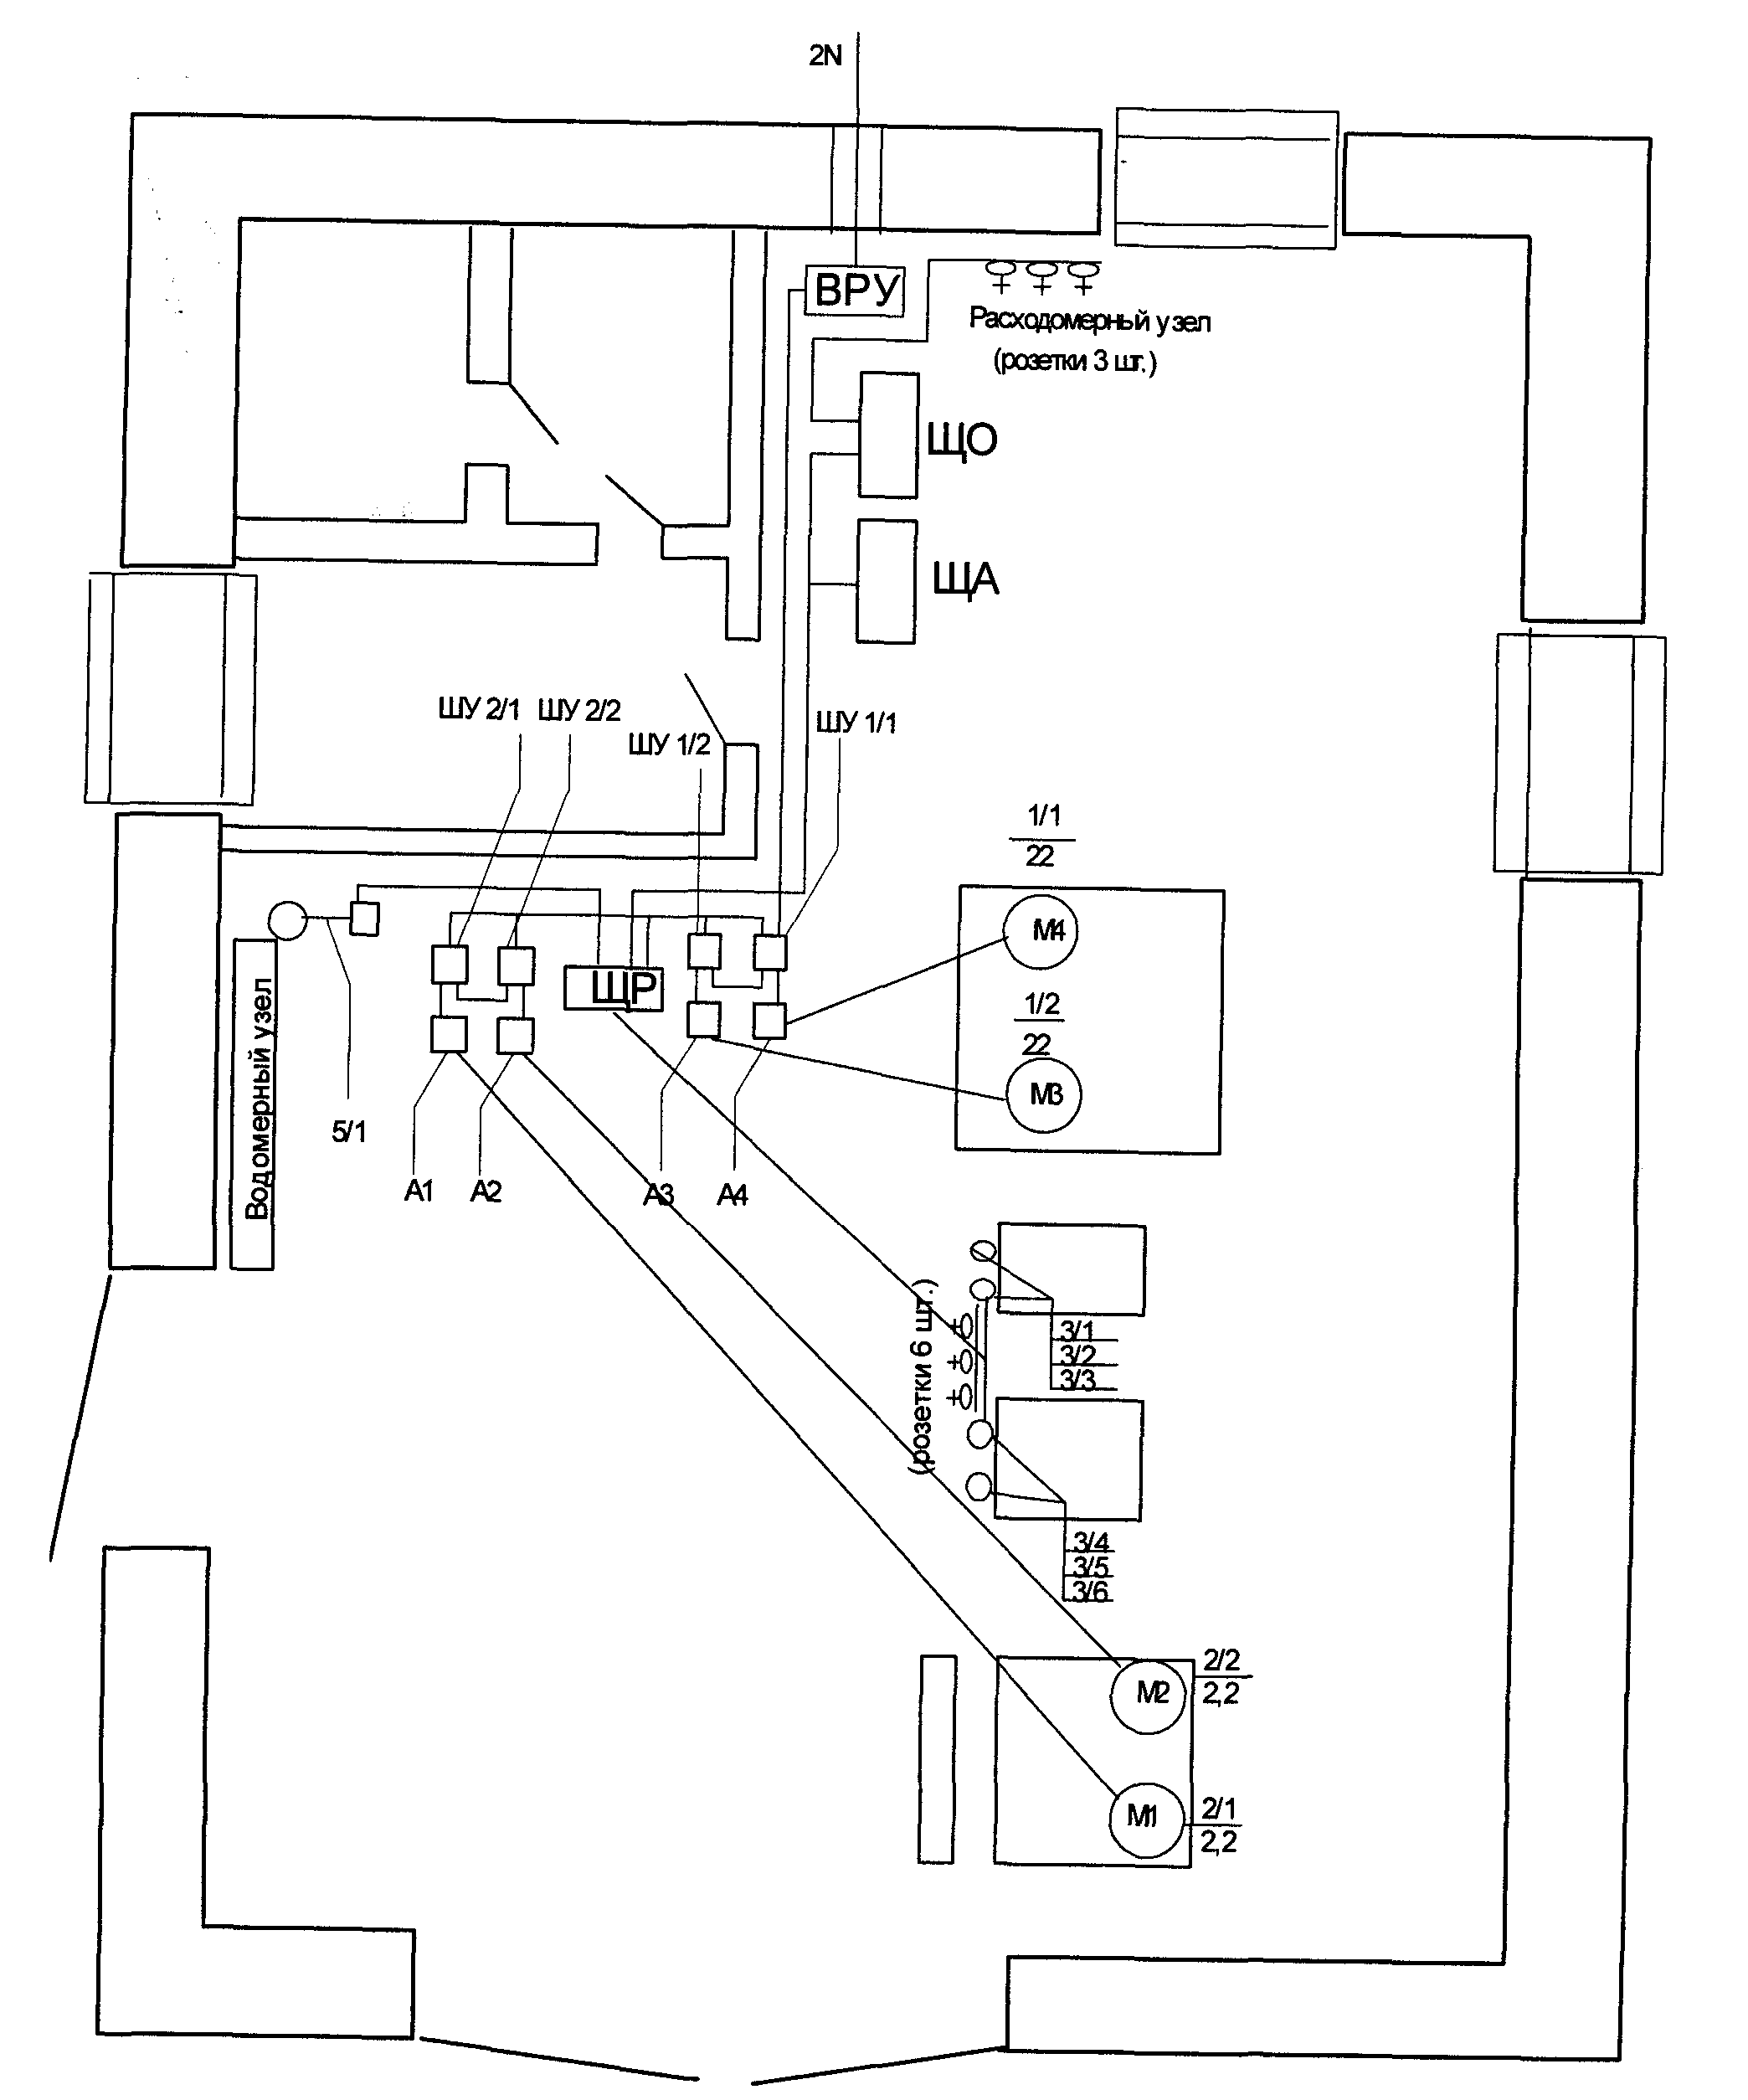 2N
ВРУ
Расходомерный узел
(розетки 3 шт.)
ЩО
ЩА
ШУ 2/1
ШУ 2/2
ШУ 1/2
ШУ 1/1
1/1
22
М4
1/2
22
М3
ЩР
Водомерный узел
5/1
А1
А2
А3
А4
(розетки 6 шт.)
3/1
3/2
3/3
3/4
3/5
3/6
М2
2/2
2,2
М1
2/1
2,2